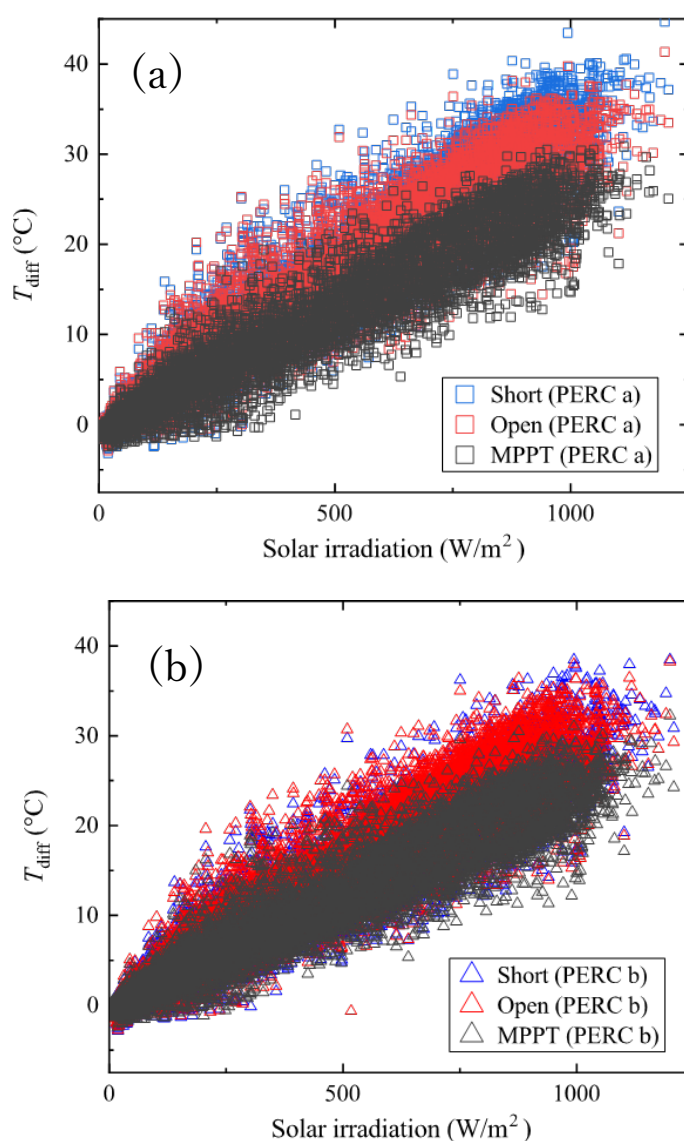 (a)
40
30
20
10
0
T_diff (°C)
Short (PERC a)
Open (PERC a)
MPPT (PERC a)
0 500 1000
Solar irradiation (W/m²)
(b)
40
30
20
10
0
T_diff (°C)
Short (PERC b)
Open (PERC b)
MPPT (PERC b)
0 500 1000
Solar irradiation (W/m²)